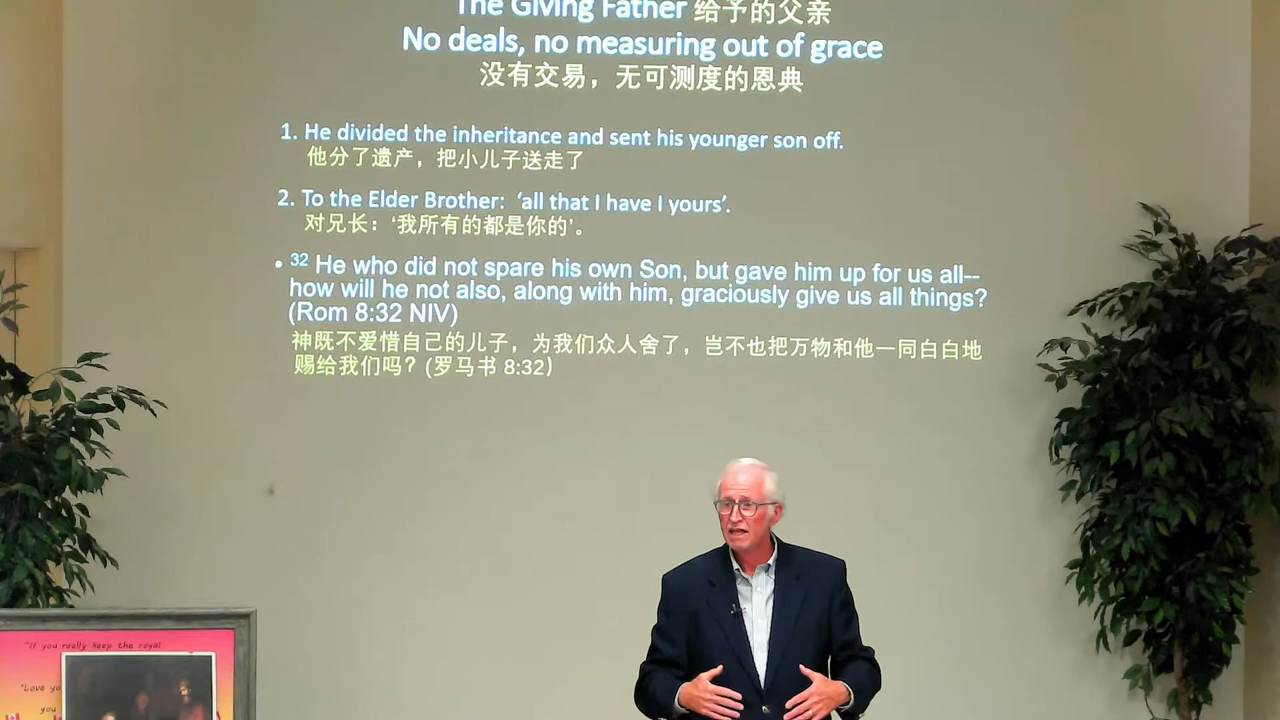 The Giving Father 给予的父亲
No deals, no measuring out of grace
没有交易，无可测度的恩典
1. He divided the inheritance and sent his younger son off.
他分了遗产，把小儿子送走了
2. To the Elder Brother: ‘all that I have I yours’.
对兄长：‘我所有的都是你的’。
• 32 He who did not spare his own Son, but gave him up for us all--
how will he not also, along with him, graciously give us all things?
(Rom 8:32 NIV)
神既不爱惜自己的儿子，为我们众人舍了，岂不也把万物和他一同白白地
赐给我们吗？(罗马书 8:32)
"If you really keep the royal
"Love yo
you